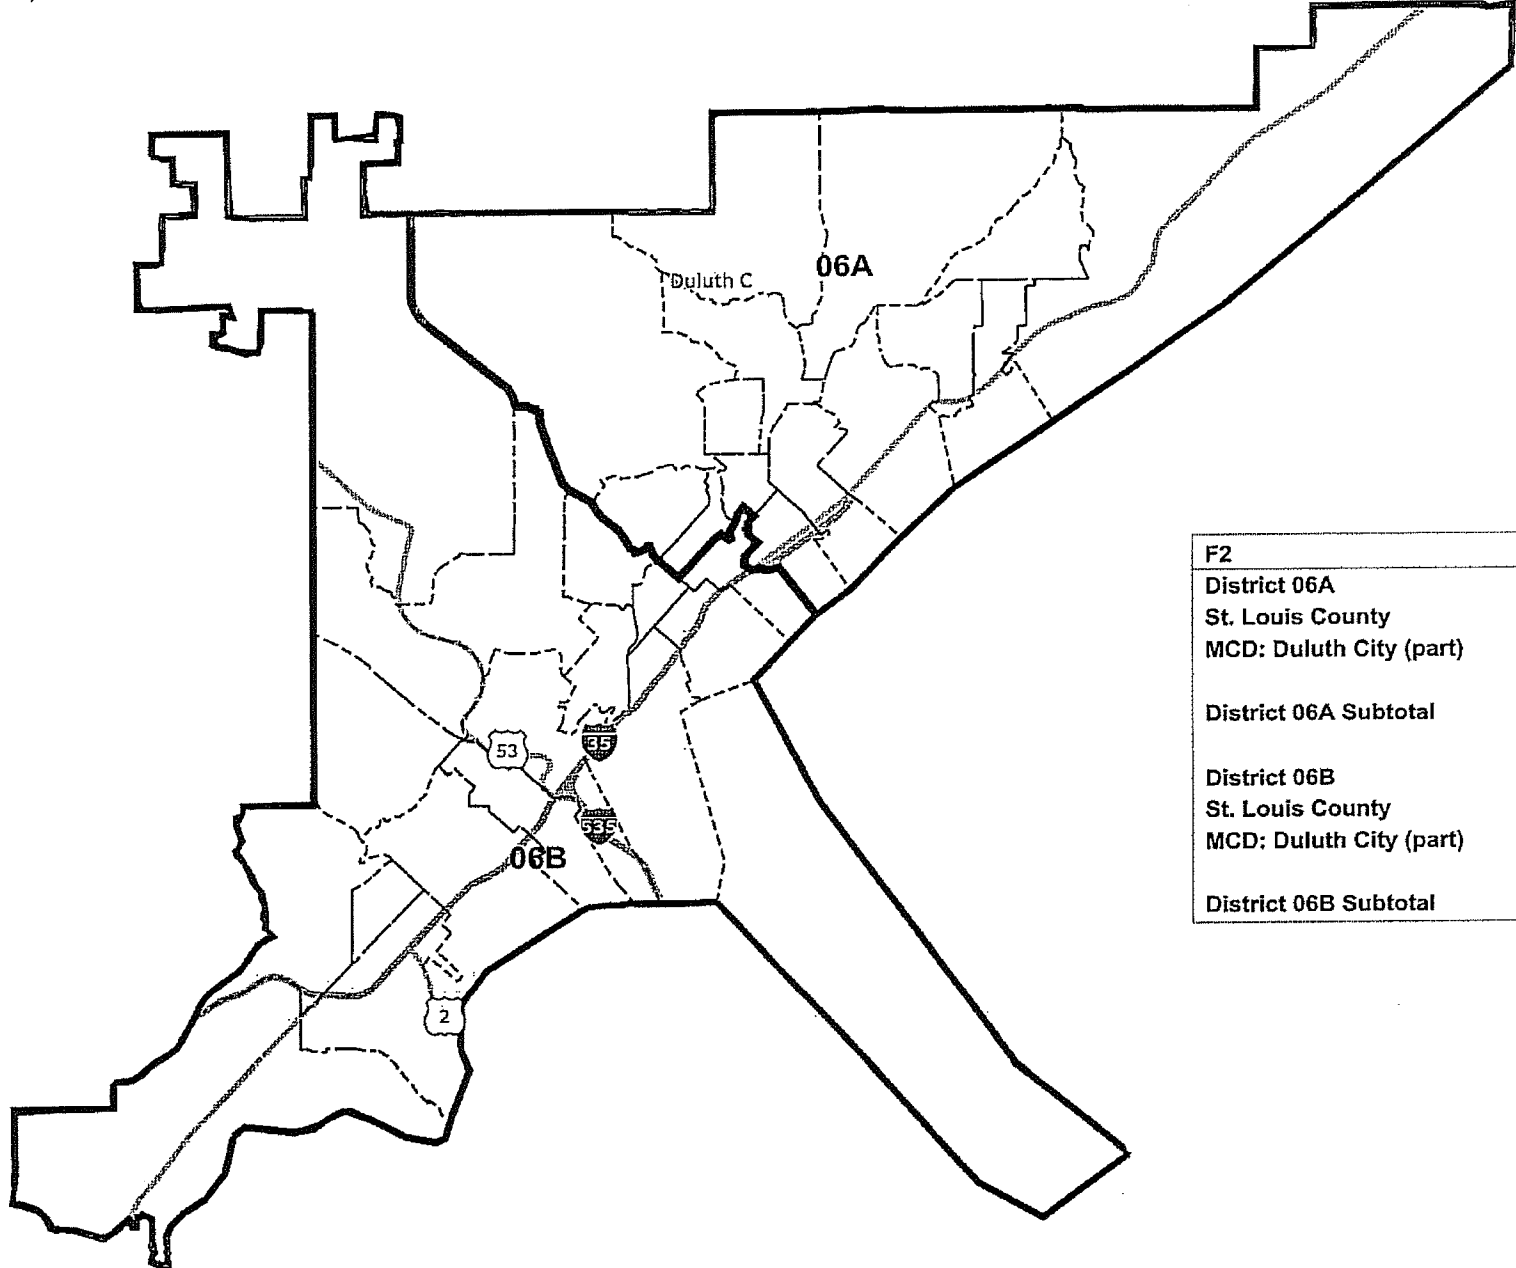 06A
Duluth C
53
35
535
06B
2
F2
District 06A
St. Louis County
MCD: Duluth City (part)
District 06A Subtotal
District 06B
St. Louis County
MCD: Duluth City (part)
District 06B Subtotal